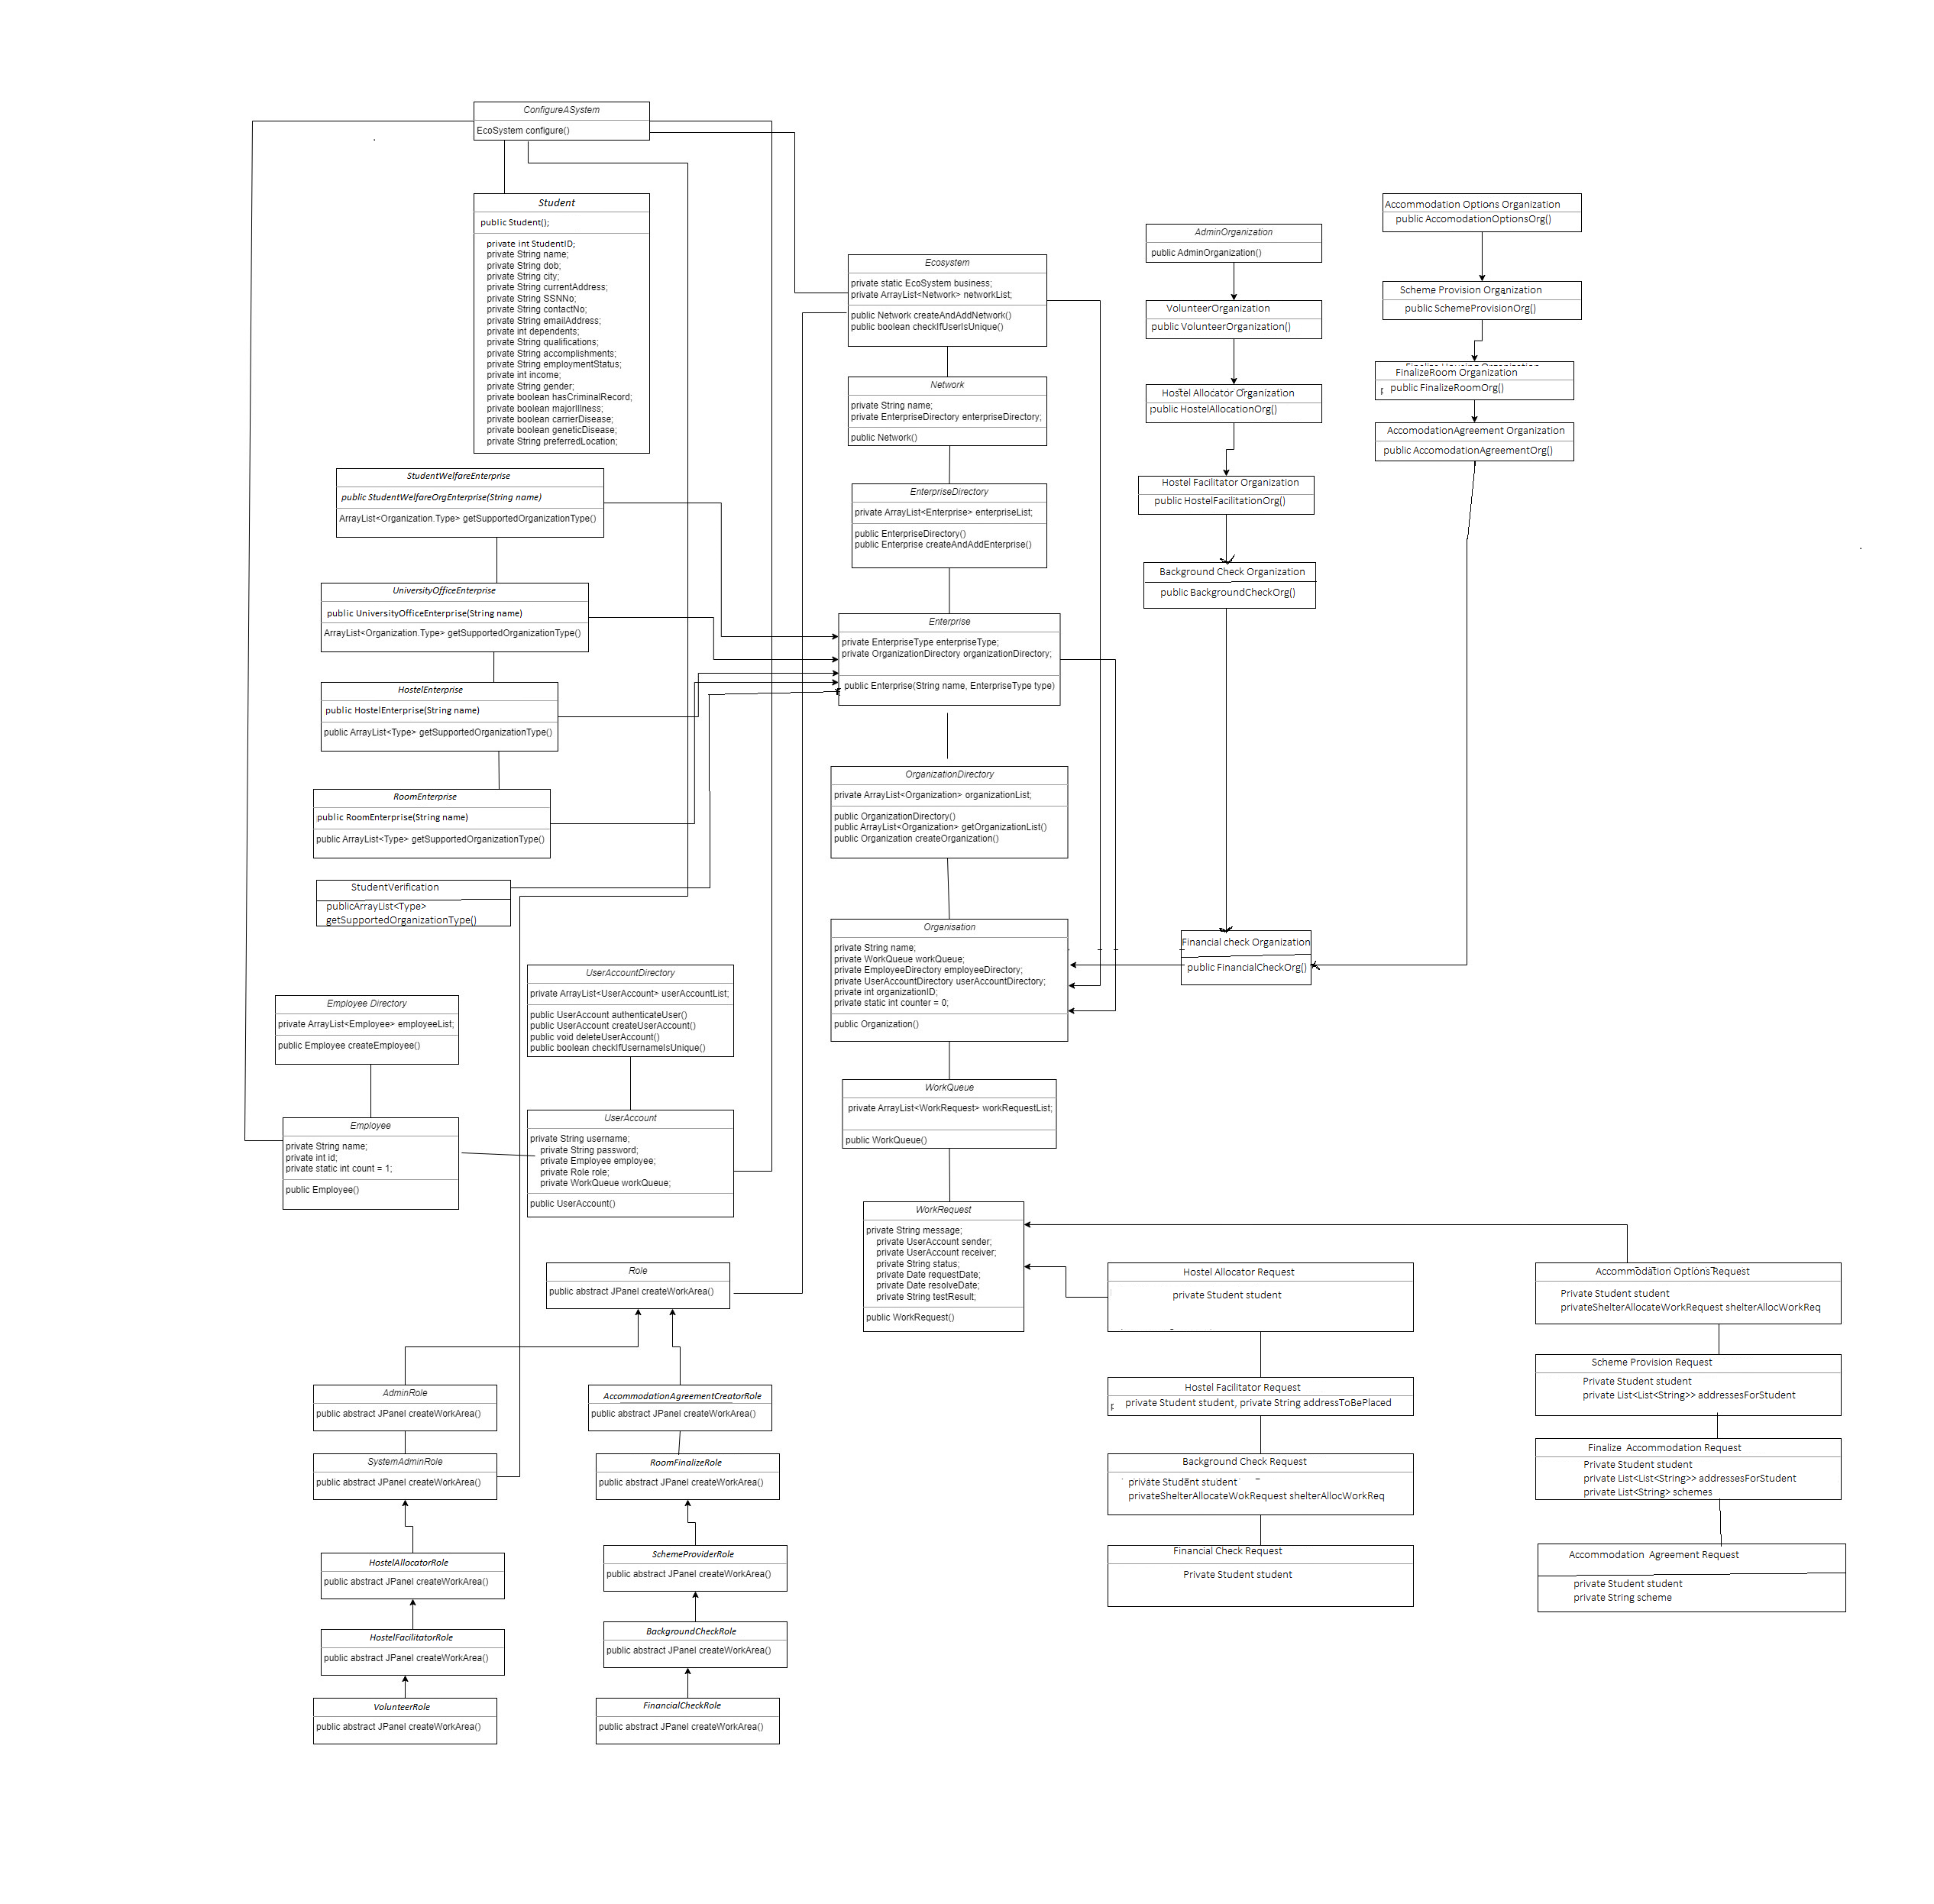 ConfigureASystem
EcoSystem configure()
Student
public Student();
private int StudentID;
private String name;
private String dob;
private String city;
private String currentAddress;
private String SSNNo;
private String contactNo;
private String emailAddress;
private int dependents;
private String qualifications;
private String accomplishments;
private String employmentStatus;
private int income;
private String gender;
private boolean hasCriminalRecord;
private boolean majorIllness;
private boolean carrierDisease;
private boolean geneticDisease;
private String preferredLocation;
StudentWelfareEnterprise
public StudentWelfareOrgEnterprise(String name)
ArrayList<Organization.Type> getSupportedOrganizationType()
UniversityOfficeEnterprise
public UniversityOfficeEnterprise(String name)
ArrayList<Organization.Type> getSupportedOrganizationType()
HostelEnterprise
public HostelEnterprise(String name)
public ArrayList<Type> getSupportedOrganizationType()
RoomEnterprise
public RoomEnterprise(String name)
public ArrayList<Type> getSupportedOrganizationType()
StudentVerification
publicArrayList<Type>
getSupportedOrganizationType()
Employee Directory
private ArrayList<Employee> employeeList;
public Employee createEmployee()
Employee
private String name;
private int id;
private static int count = 1;
public Employee()
UserAccountDirectory
private ArrayList<UserAccount> userAccountList;
public UserAccount authenticateUser()
public UserAccount createUserAccount()
public void deleteUserAccount()
public boolean checkIfUsernameIsUnique()
UserAccount
private String username;
private String password;
private Employee employee;
private Role role;
private WorkQueue workQueue;
public UserAccount()
Role
public abstract JPanel createWorkArea()
AdminRole
public abstract JPanel createWorkArea()
SystemAdminRole
public abstract JPanel createWorkArea()
HostelAllocatorRole
public abstract JPanel createWorkArea()
HostelFacilitatorRole
public abstract JPanel createWorkArea()
VolunteerRole
public abstract JPanel createWorkArea()
AccommodationAgreementCreatorRole
public abstract JPanel createWorkArea()
RoomFinalizeRole
public abstract JPanel createWorkArea()
SchemeProviderRole
public abstract JPanel createWorkArea()
BackgroundCheckRole
public abstract JPanel createWorkArea()
FinancialCheckRole
public abstract JPanel createWorkArea()
Ecosystem
private static EcoSystem business;
private ArrayList<Network> networkList;
public Network createAndAddNetwork()
public boolean checkIfUserIsUnique()
Network
private String name;
private EnterpriseDirectory enterpriseDirectory;
public Network()
EnterpriseDirectory
private ArrayList<Enterprise> enterpriseList;
public EnterpriseDirectory()
public Enterprise createAndAddEnterprise()
Enterprise
private EnterpriseType enterpriseType;
private OrganizationDirectory organizationDirectory;
public Enterprise(String name, EnterpriseType type)
OrganizationDirectory
private ArrayList<Organization> organizationList;
public OrganizationDirectory()
public ArrayList<Organization> getOrganizationList()
public Organization createOrganization()
Organisation
private String name;
private WorkQueue workQueue;
private EmployeeDirectory employeeDirectory;
private UserAccountDirectory userAccountDirectory;
private int organizationID;
private static int counter = 0;
public Organization()
WorkQueue
private ArrayList<WorkRequest> workRequestList;
public WorkQueue()
WorkRequest
private String message;
private UserAccount sender;
private UserAccount receiver;
private String status;
private Date requestDate;
private Date resolveDate;
private String testResult;
public WorkRequest()
AdminOrganization
public AdminOrganization()
VolunteerOrganization
public VolunteerOrganization()
Hostel Allocator Organization
public HostelAllocationOrg()
Hostel Facilitator Organization
public HostelFacilitationOrg()
Background Check Organization
public BackgroundCheckOrg()
Financial check Organization
public FinancialCheckOrg()
Accommodation Options Organization
public AccomodationOptionsOrg()
Scheme Provision Organization
public SchemeProvisionOrg()
FinalizeRoom Organization
public FinalizeRoomOrg()
AccomodationAgreement Organization
public AccomodationAgreementOrg()
Hostel Allocator Request
private Student student
Hostel Facilitator Request
private Student student, private String addressToBePlaced
Background Check Request
private Student student
privateShelterAllocateWokRequest shelterAllocWorkReq
Financial Check Request
Private Student student
Accommodation Options Request
Private Student student
privateShelterAllocateWorkRequest shelterAllocWorkReq
Scheme Provision Request
Private Student student
private List<List<String>> addressesForStudent
Finalize Accommodation Request
Private Student student
private List<List<String>> addressesForStudent
private List<String> schemes
Accommodation Agreement Request
private Student student
private String scheme